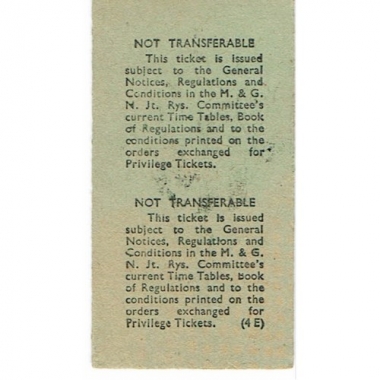 NOT TRANSFERABLE
This ticket is issued
subject to the General
Notices, Regulations and
Conditions in the M. & G.
N. Jt. Rys. Committee's
current Time Tables, Book
of Regulations and to the
conditions printed on the
orders exchanged for
Privilege Tickets.
NOT TRANSFERABLE
This ticket is issued
subject to the General
Notices, Regulations and
Conditions in the M. & G.
N. Jt. Rys. Committee's
current Time Tables, Book
of Regulations and to the
conditions printed on the
orders exchanged for
Privilege Tickets. (4 E)